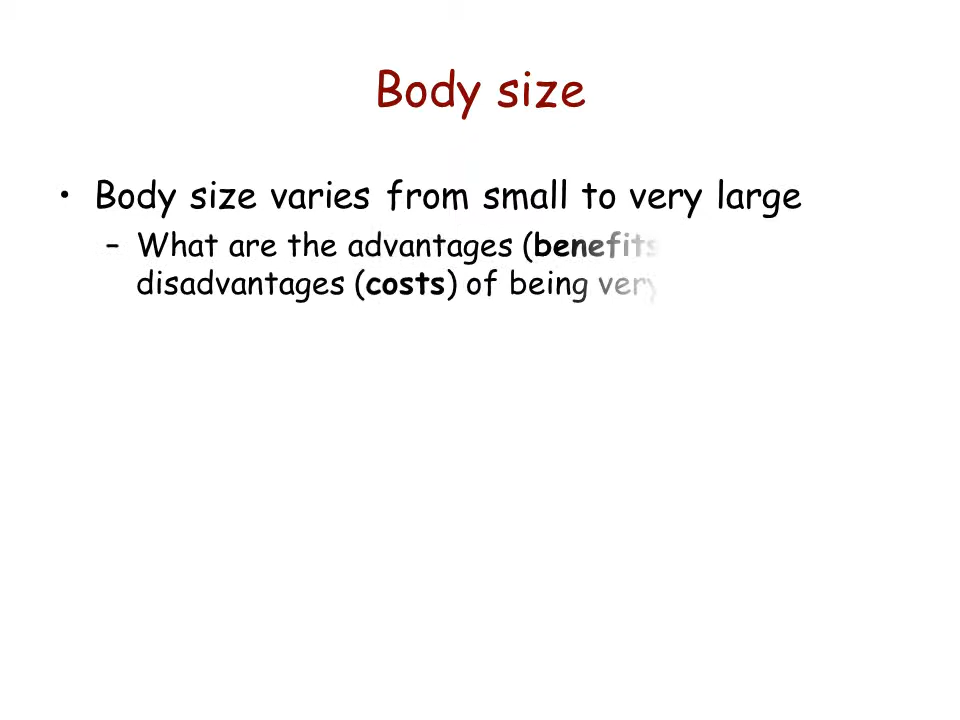 Body size
• Body size varies from small to very large
– What are the advantages (benefits
disadvantages (costs) of being very